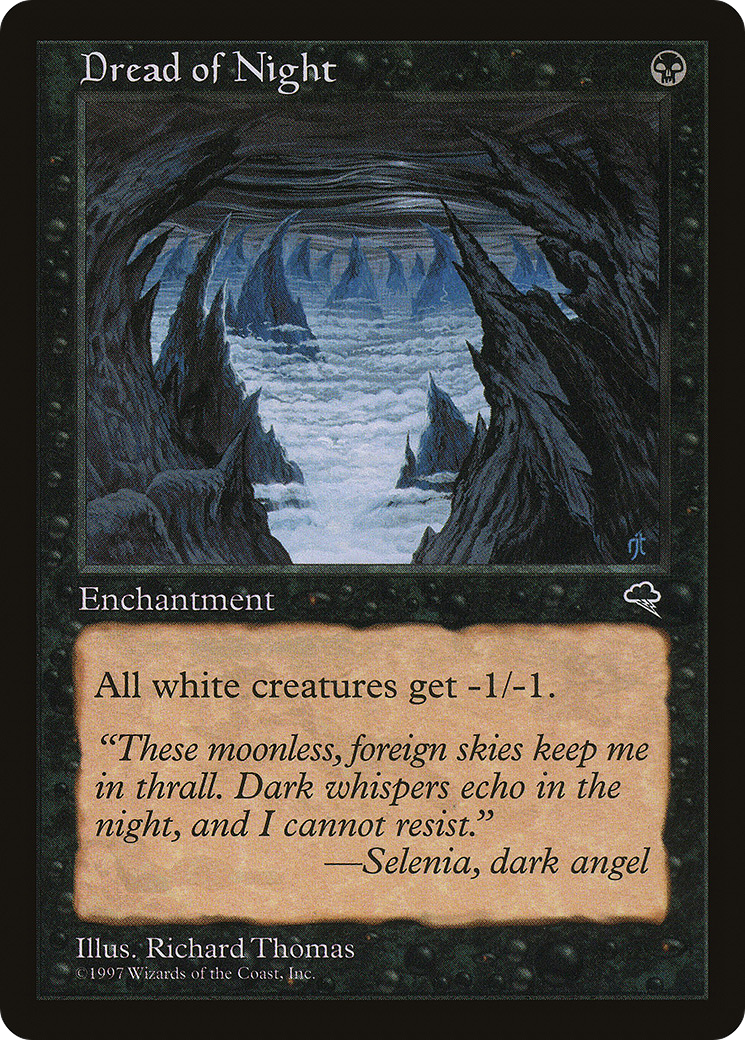 Dread of Night
rjt
Enchantment
All white creatures get -1/-1.
“These moonless, foreign skies keep me
in thrall. Dark whispers echo in the
night, and I cannot resist.”
—Selenia, dark angel
Illus. Richard Thomas
©1997 Wizards of the Coast, Inc.